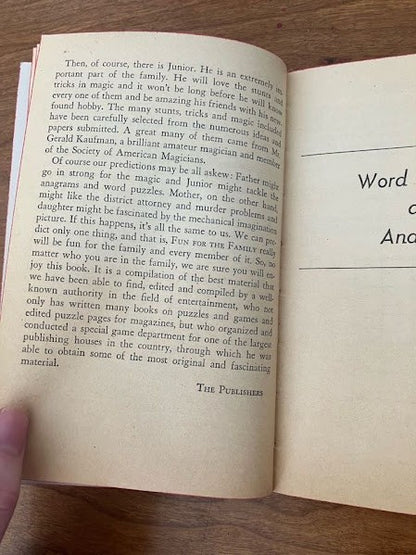 Then, of course, there is Junior. He is an extremely im-
portant part of the family. He will love the stunts and
tricks in magic and it won't be long before he will know
every one of them and be amazing his friends with his new-
found hobby. The many stunts, tricks and magic included
have been carefully selected from the numerous ideas and
papers submitted. A great many of them came from Mr.
Gerald Kaufman, a brilliant amateur magician and member
of the Society of American Magicians.
Of course our predictions may be all askew: Father might
go in strong for the magic and Junior might tackle the
anagrams and word puzzles. Mother, on the other hand,
might like the district attorney and murder problems and
daughter might be fascinated by the mechanical imagination
picture. If this happens, it's all the same to us. We can pre-
dict only one thing, and that is, FUN FOR THE FAMILY really
will be fun for the family and every member of it. So, no
matter who you are in the family, we are sure you will en-
joy this book. It is a compilation of the best material that
we have been able to find, edited and compiled by a well-
known authority in the field of entertainment, who not
only has written many books on puzzles and games and
edited puzzle pages for magazines, but who organized and
conducted a special game department for one of the largest
publishing houses in the country, through which he was
able to obtain some of the most original and fascinating
material.
THE PUBLISHERS
Word
Ana